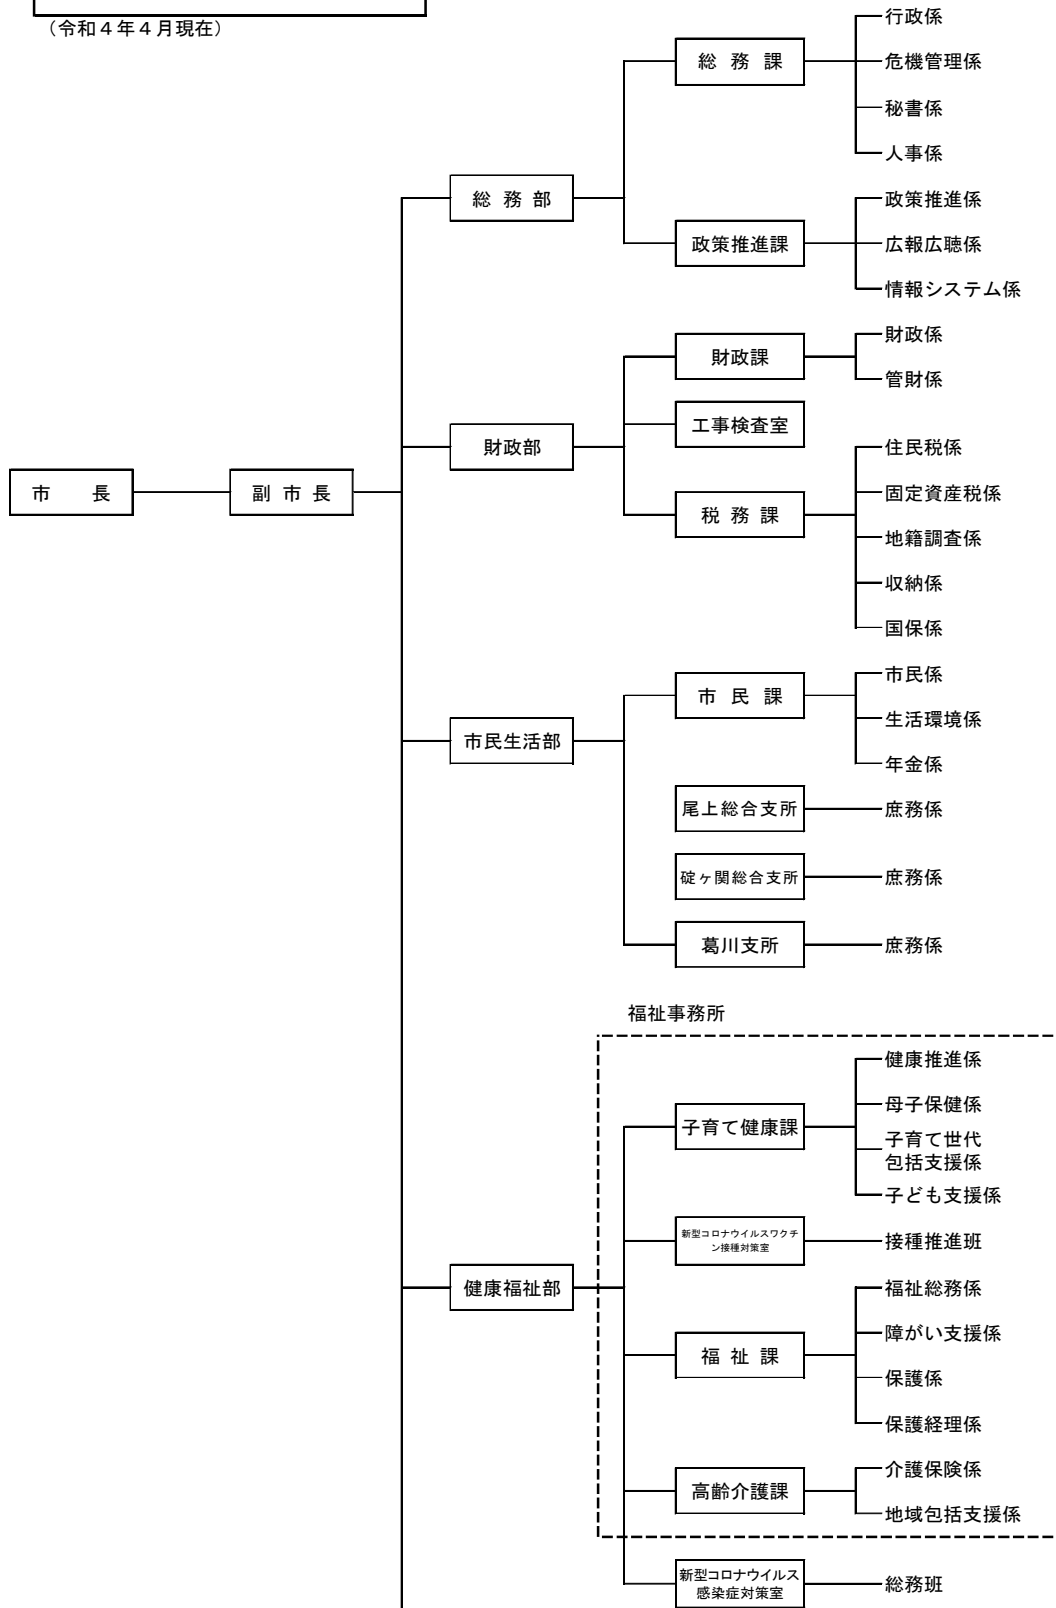 （令和４年４月現在）
市　　長
副 市 長
総 務 部
総 務 課
行政係
危機管理係
秘書係
人事係
政策推進課
政策推進係
広報広聴係
情報システム係
財政部
財政課
財政係
管財係
工事検査室
税 務 課
住民税係
固定資産税係
地籍調査係
収納係
国保係
市民生活部
市 民 課
市民係
生活環境係
年金係
尾上総合支所
庶務係
碇ヶ関総合支所
庶務係
葛川支所
庶務係
福祉事務所
健康福祉部
子育て健康課
健康推進係
母子保健係
子育て世代
包括支援係
子ども支援係
新型コロナウイルスワクチ
ン接種対策室
接種推進班
福 祉 課
福祉総務係
障がい支援係
保護係
保護経理係
高齢介護課
介護保険係
地域包括支援係
新型コロナウイルス
感染症対策室
総務班